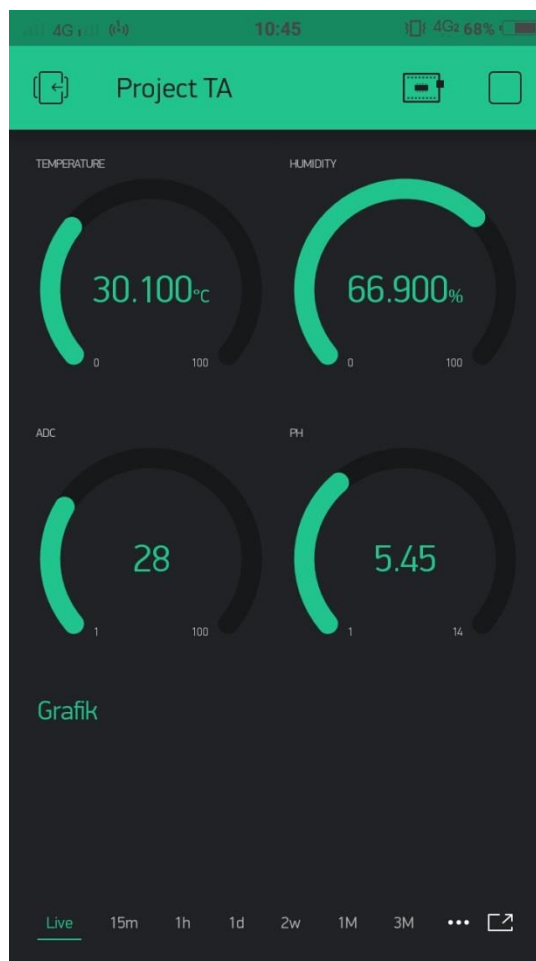 4G 10:45 4G2 68%
Project TA
TEMPERATURE HUMIDITY
30.100°C 66.900%
0 100 0 100
ADC PH
28 5.45
1 100 1 14
Grafik
Live 15m 1h 1d 2w 1M 3M •••